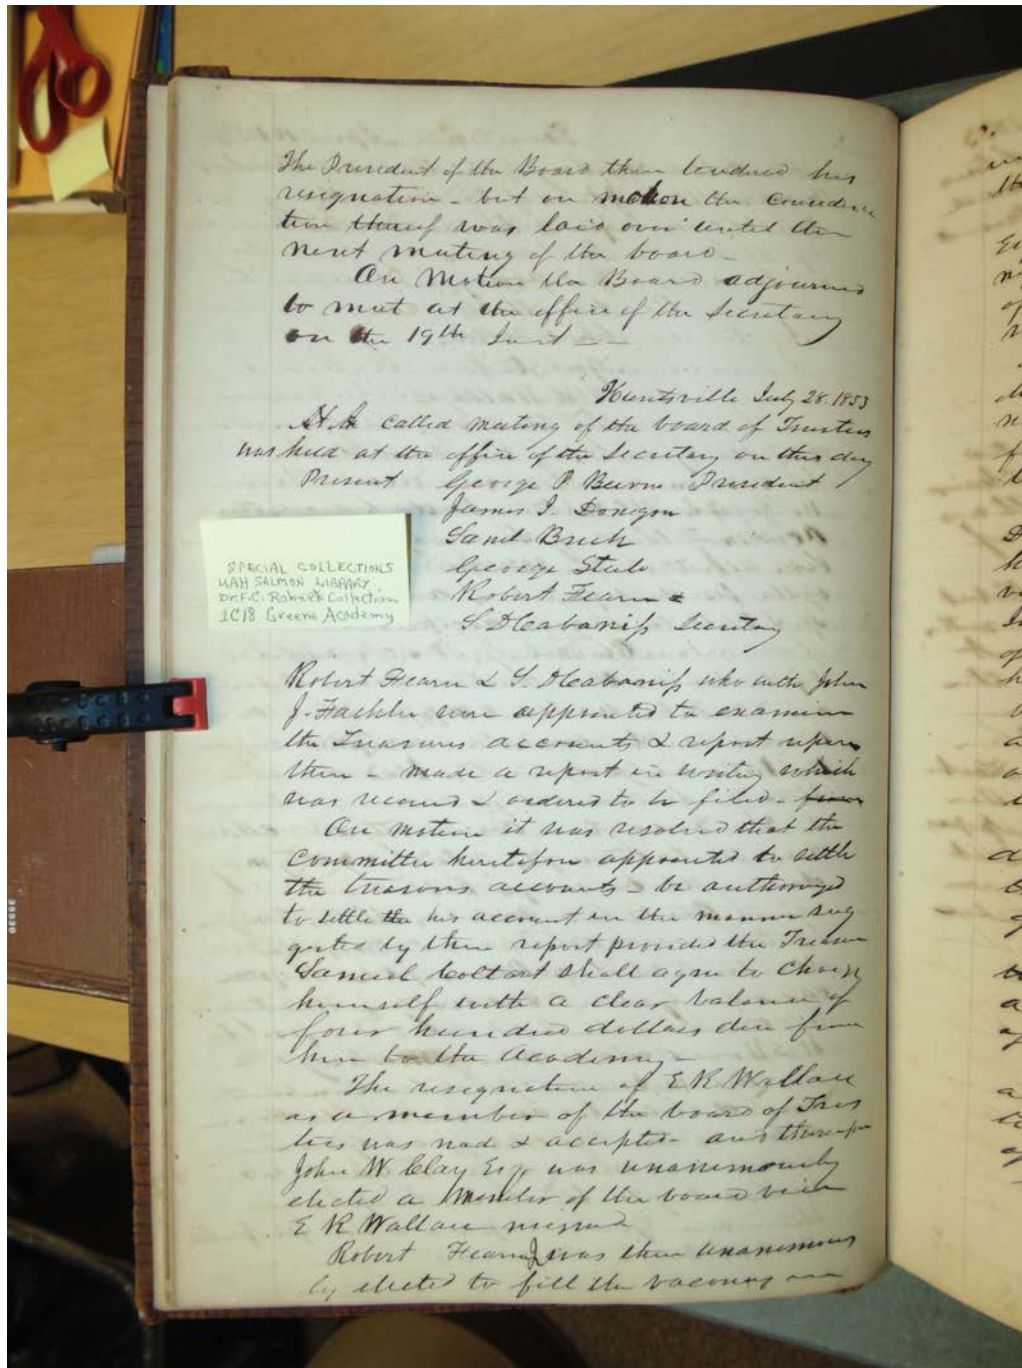 The President of the Board then tendered his
resignation - but on motion the considera
tion thereof was laid over until the
next meeting of the board -
On Motion the Board adjourned
to meet at the office of the Secretary
on the 19th Inst -
Huntsville July 28. 1853
At A called meeting of the board of Trustees
was held at the office of the Secretary on this day
Present George P. Beirne President
James J. Donegan
Saml
George Steele
Robert Fearn &
S. D Cabaniss Secretary
SPECIAL COLLECTIONS
UAH SALMON LIBRARY
Dr. F.C. Roberts Collection
1C18 Greene Academy
Robert Fearn & S. D Cabaniss who with John
J. Fackler were appointed to examine
the Treasurers accounts & report upon
them - made a report in writing which
was received & ordered to be filed -
On motion it was resolved that the
committee heretofore appointed to settle
the treasurers accounts - be authorized
to settle the his account in the manner sug
gested by their report provided the Treasurer
Samuel Coltart shall agree to charge
himself with a clear balance of
four hundred dollars due from
him to the Academy -
The resignation of E R Wallace
as a member of the board of Trus
tees was read & accepted - and thereupon
John W. Clay Esqr was unanimously
elected a Member of the board vice
E R Wallace resigned
Robert Fearn Jr was then unanimous
ly elected to fill the vacancy